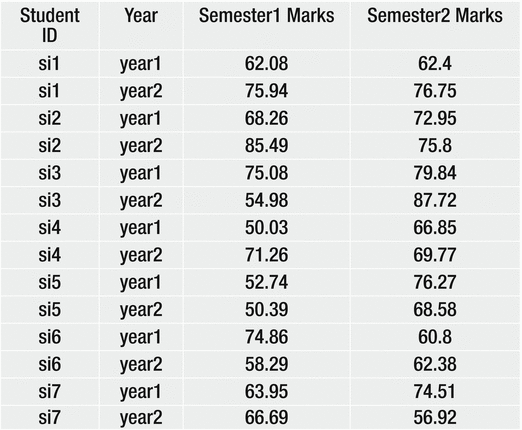 Student ID Year Semester1 Marks Semester2 Marks
si1 year1 62.08 62.4
si1 year2 75.94 76.75
si2 year1 68.26 72.95
si2 year2 85.49 75.8
si3 year1 75.08 79.84
si3 year2 54.98 87.72
si4 year1 50.03 66.85
si4 year2 71.26 69.77
si5 year1 52.74 76.27
si5 year2 50.39 68.58
si6 year1 74.86 60.8
si6 year2 58.29 62.38
si7 year1 63.95 74.51
si7 year2 66.69 56.92